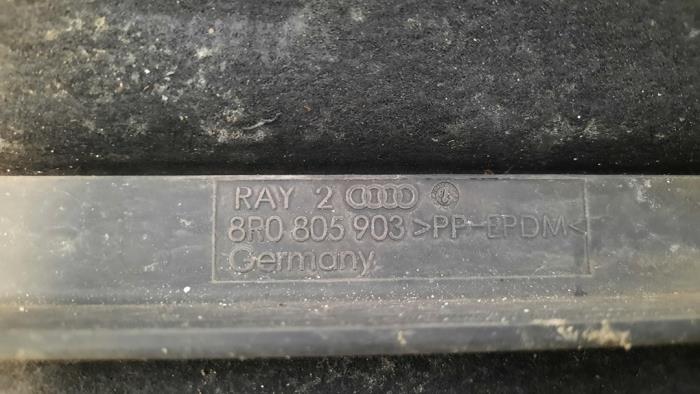 RAY 2
8R0 805 903 >PP-EPDM<
Germany